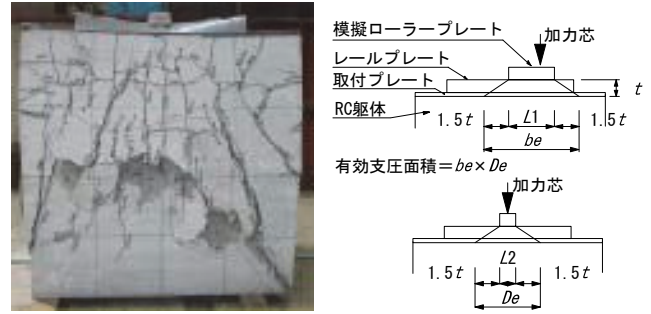 模擬ローラープレート
加力芯
レールプレート
取付プレート
t
RC躯体
1.5t
L1
1.5t
be
有効支圧面積=be×De
加力芯
L2
1.5t
1.5t
De